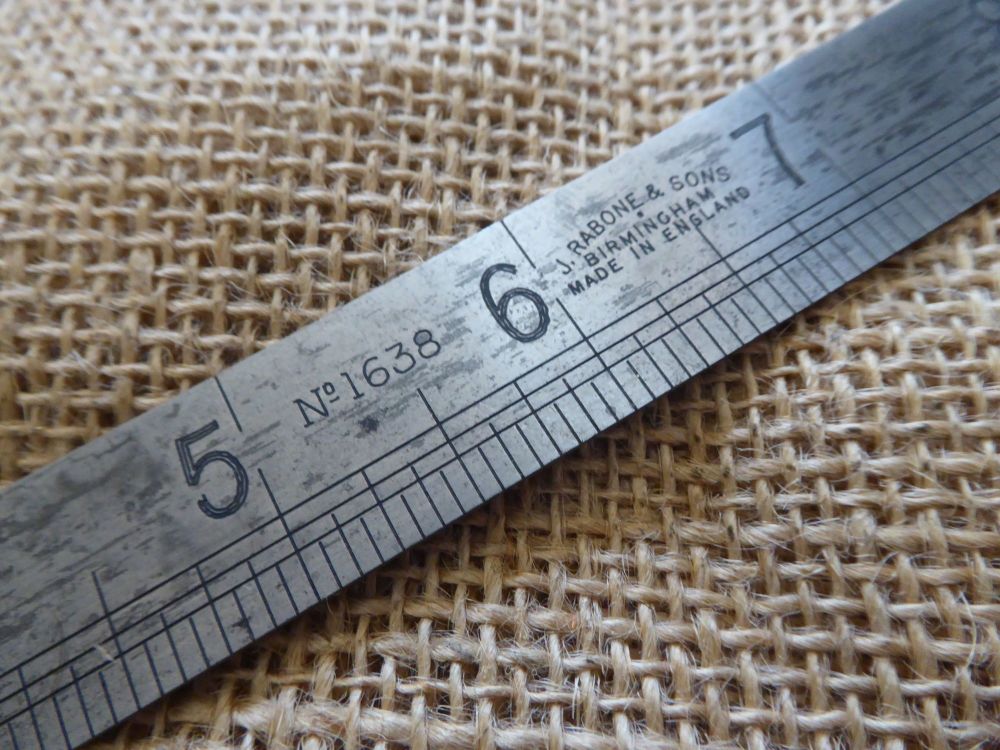 5
Nº 1638
6
J. RABONE & SONS
BIRMINGHAM
MADE IN ENGLAND
7